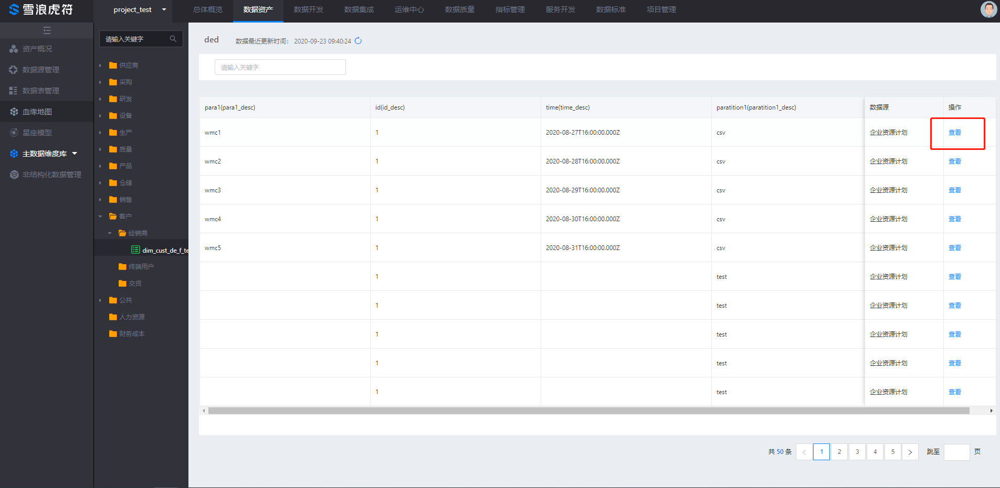 雪浪虎符
project_test
总体概览
数据资产
数据开发
数据集成
运维中心
数据质量
指标管理
服务开发
数据标准
项目管理
资产概况
数据源管理
数据表管理
血缘地图
星座模型
主数据维度库
非结构化数据管理
请输入关键字
供应商
采购
研发
设备
生产
质量
产品
仓储
销售
客户
经销商
dim_cust_de_f_te
终端用户
交货
公共
人力资源
财务成本
ded
数据最近更新时间： 2020-09-23 09:40:24
请输入关键字
para1(para1_desc) id(id_desc) time(time_desc) paratition1(paratition1_desc) 数据源 操作
wmc1 1 2020-08-27T16:00:00.000Z csv 企业资源计划 查看
wmc2 1 2020-08-28T16:00:00.000Z csv 企业资源计划 查看
wmc3 1 2020-08-29T16:00:00.000Z csv 企业资源计划 查看
wmc4 1 2020-08-30T16:00:00.000Z csv 企业资源计划 查看
wmc5 1 2020-08-31T16:00:00.000Z csv 企业资源计划 查看
1 test 企业资源计划 查看
1 test 企业资源计划 查看
1 test 企业资源计划 查看
1 test 企业资源计划 查看
1 test 企业资源计划 查看
共 50 条 < 1 2 3 4 5 > 跳至 页